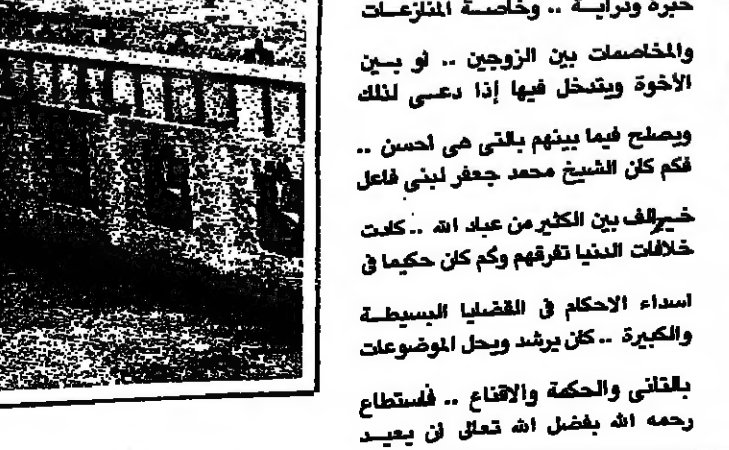 خبرة ودراية .. وخاصة المنازعات
والمخاصمات بين الزوجين .. أو بين
الأخوة ويتدخل فيها إذا دعى لذلك
ويصلح فيما بينهم بالتى هى أحسن ..
فكم كان الشيخ محمد جعفر لبنى فاعل
خير ألف بين الكثير من عباد الله .. كادت
خلافات الدنيا تفرقهم وكم كان حكيما فى
اسداء الاحكام فى القضايا البسيطة
والكبيرة .. كان يرشد ويحل الموضوعات
بالتانى والحكمة والاقناع .. فاستطاع
رحمه الله بفضل الله تعالى أن يعيد